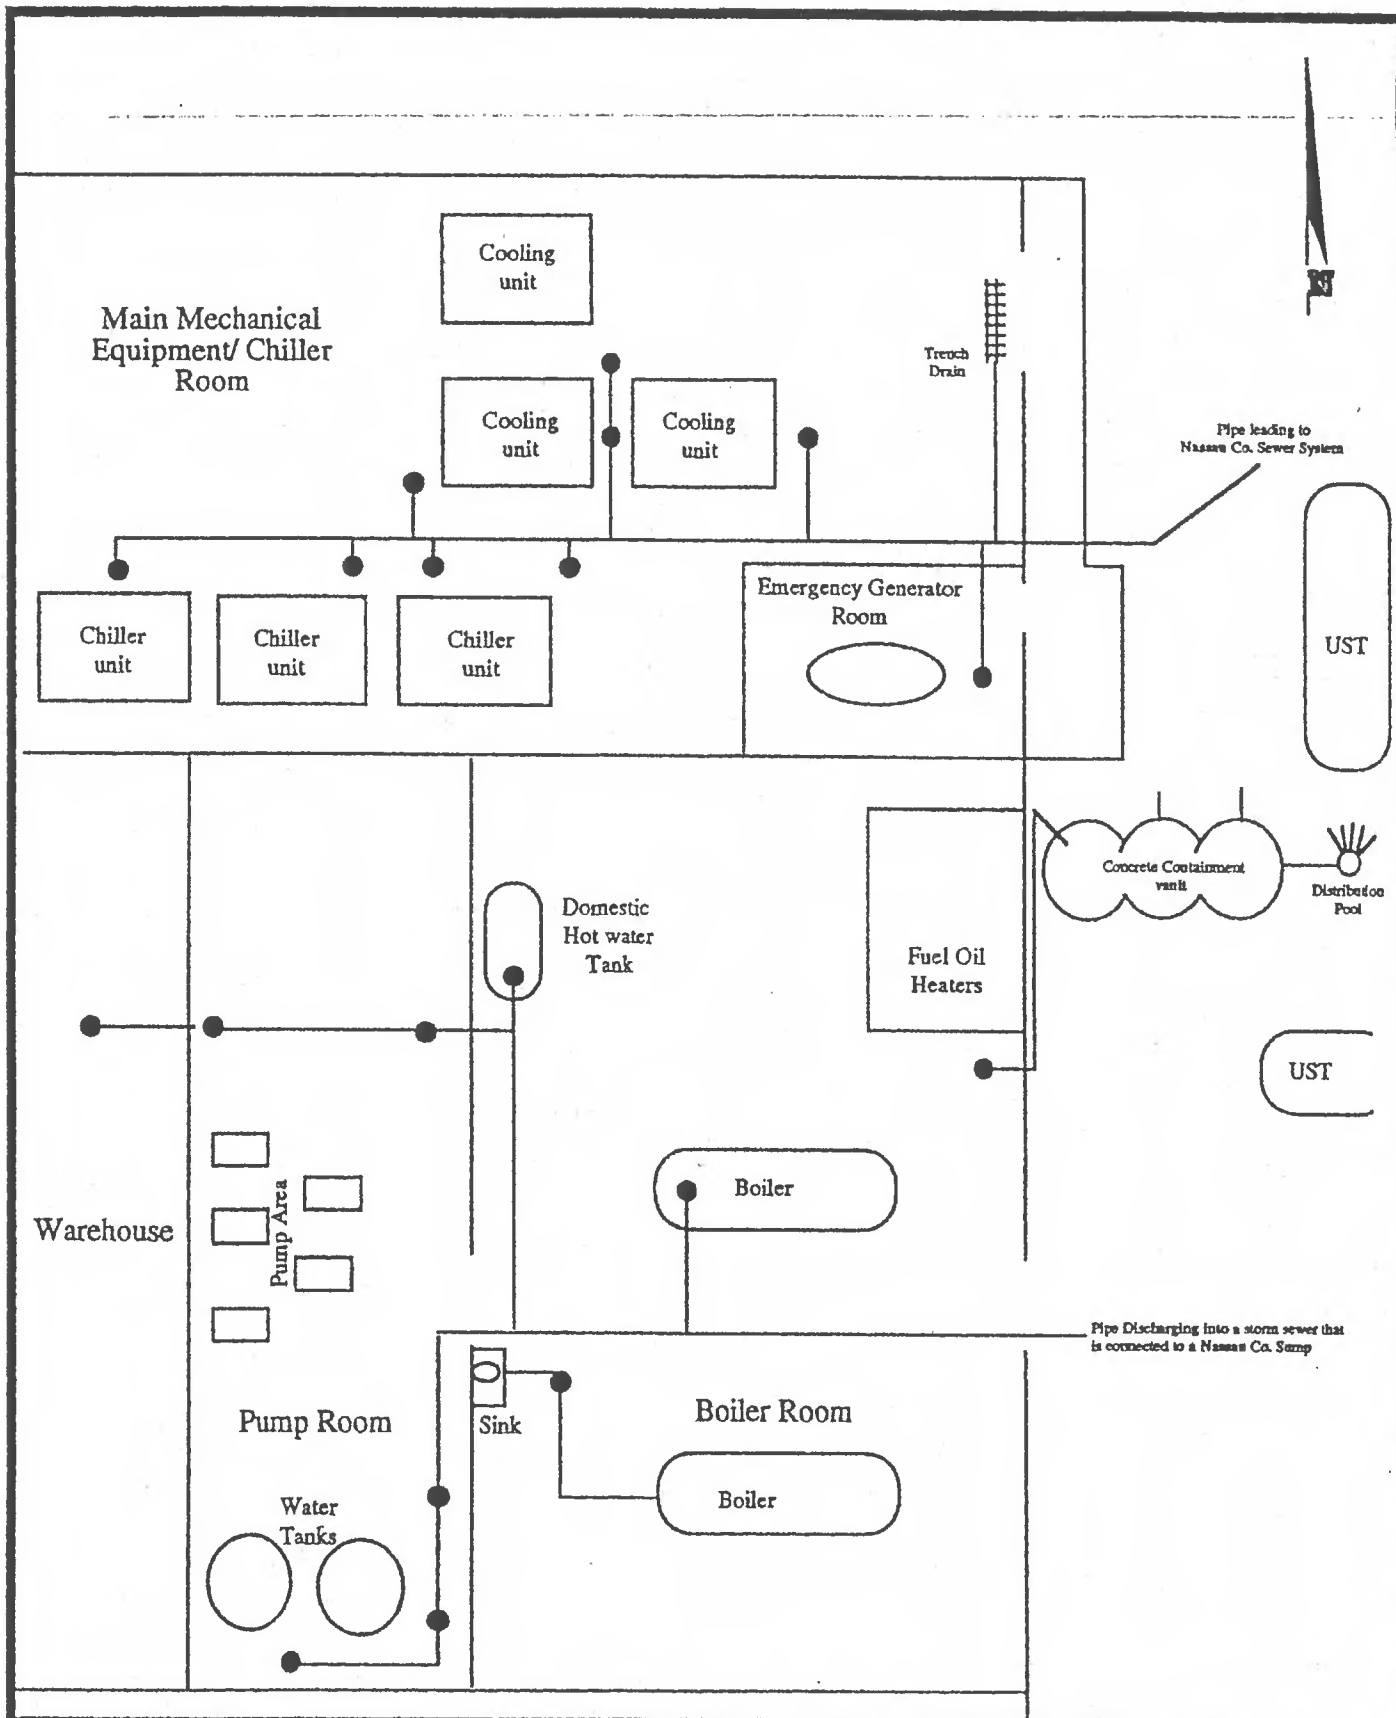 N
Cooling
unit
Main Mechanical
Equipment/ Chiller
Room
Trench
Drain
Cooling
unit
Cooling
unit
Pipe leading to
Nassau Co. Sewer System
Emergency Generator
Room
Chiller
unit
Chiller
unit
Chiller
unit
UST
Concrete Containment
vault
Distribution
Pool
Domestic
Hot water
Tank
Fuel Oil
Heaters
UST
Boiler
Pump Area
Warehouse
Pipe Discharging into a storm sewer that
is connected to a Nassau Co. Sump
Pump Room
Sink
Boiler Room
Boiler
Water
Tanks